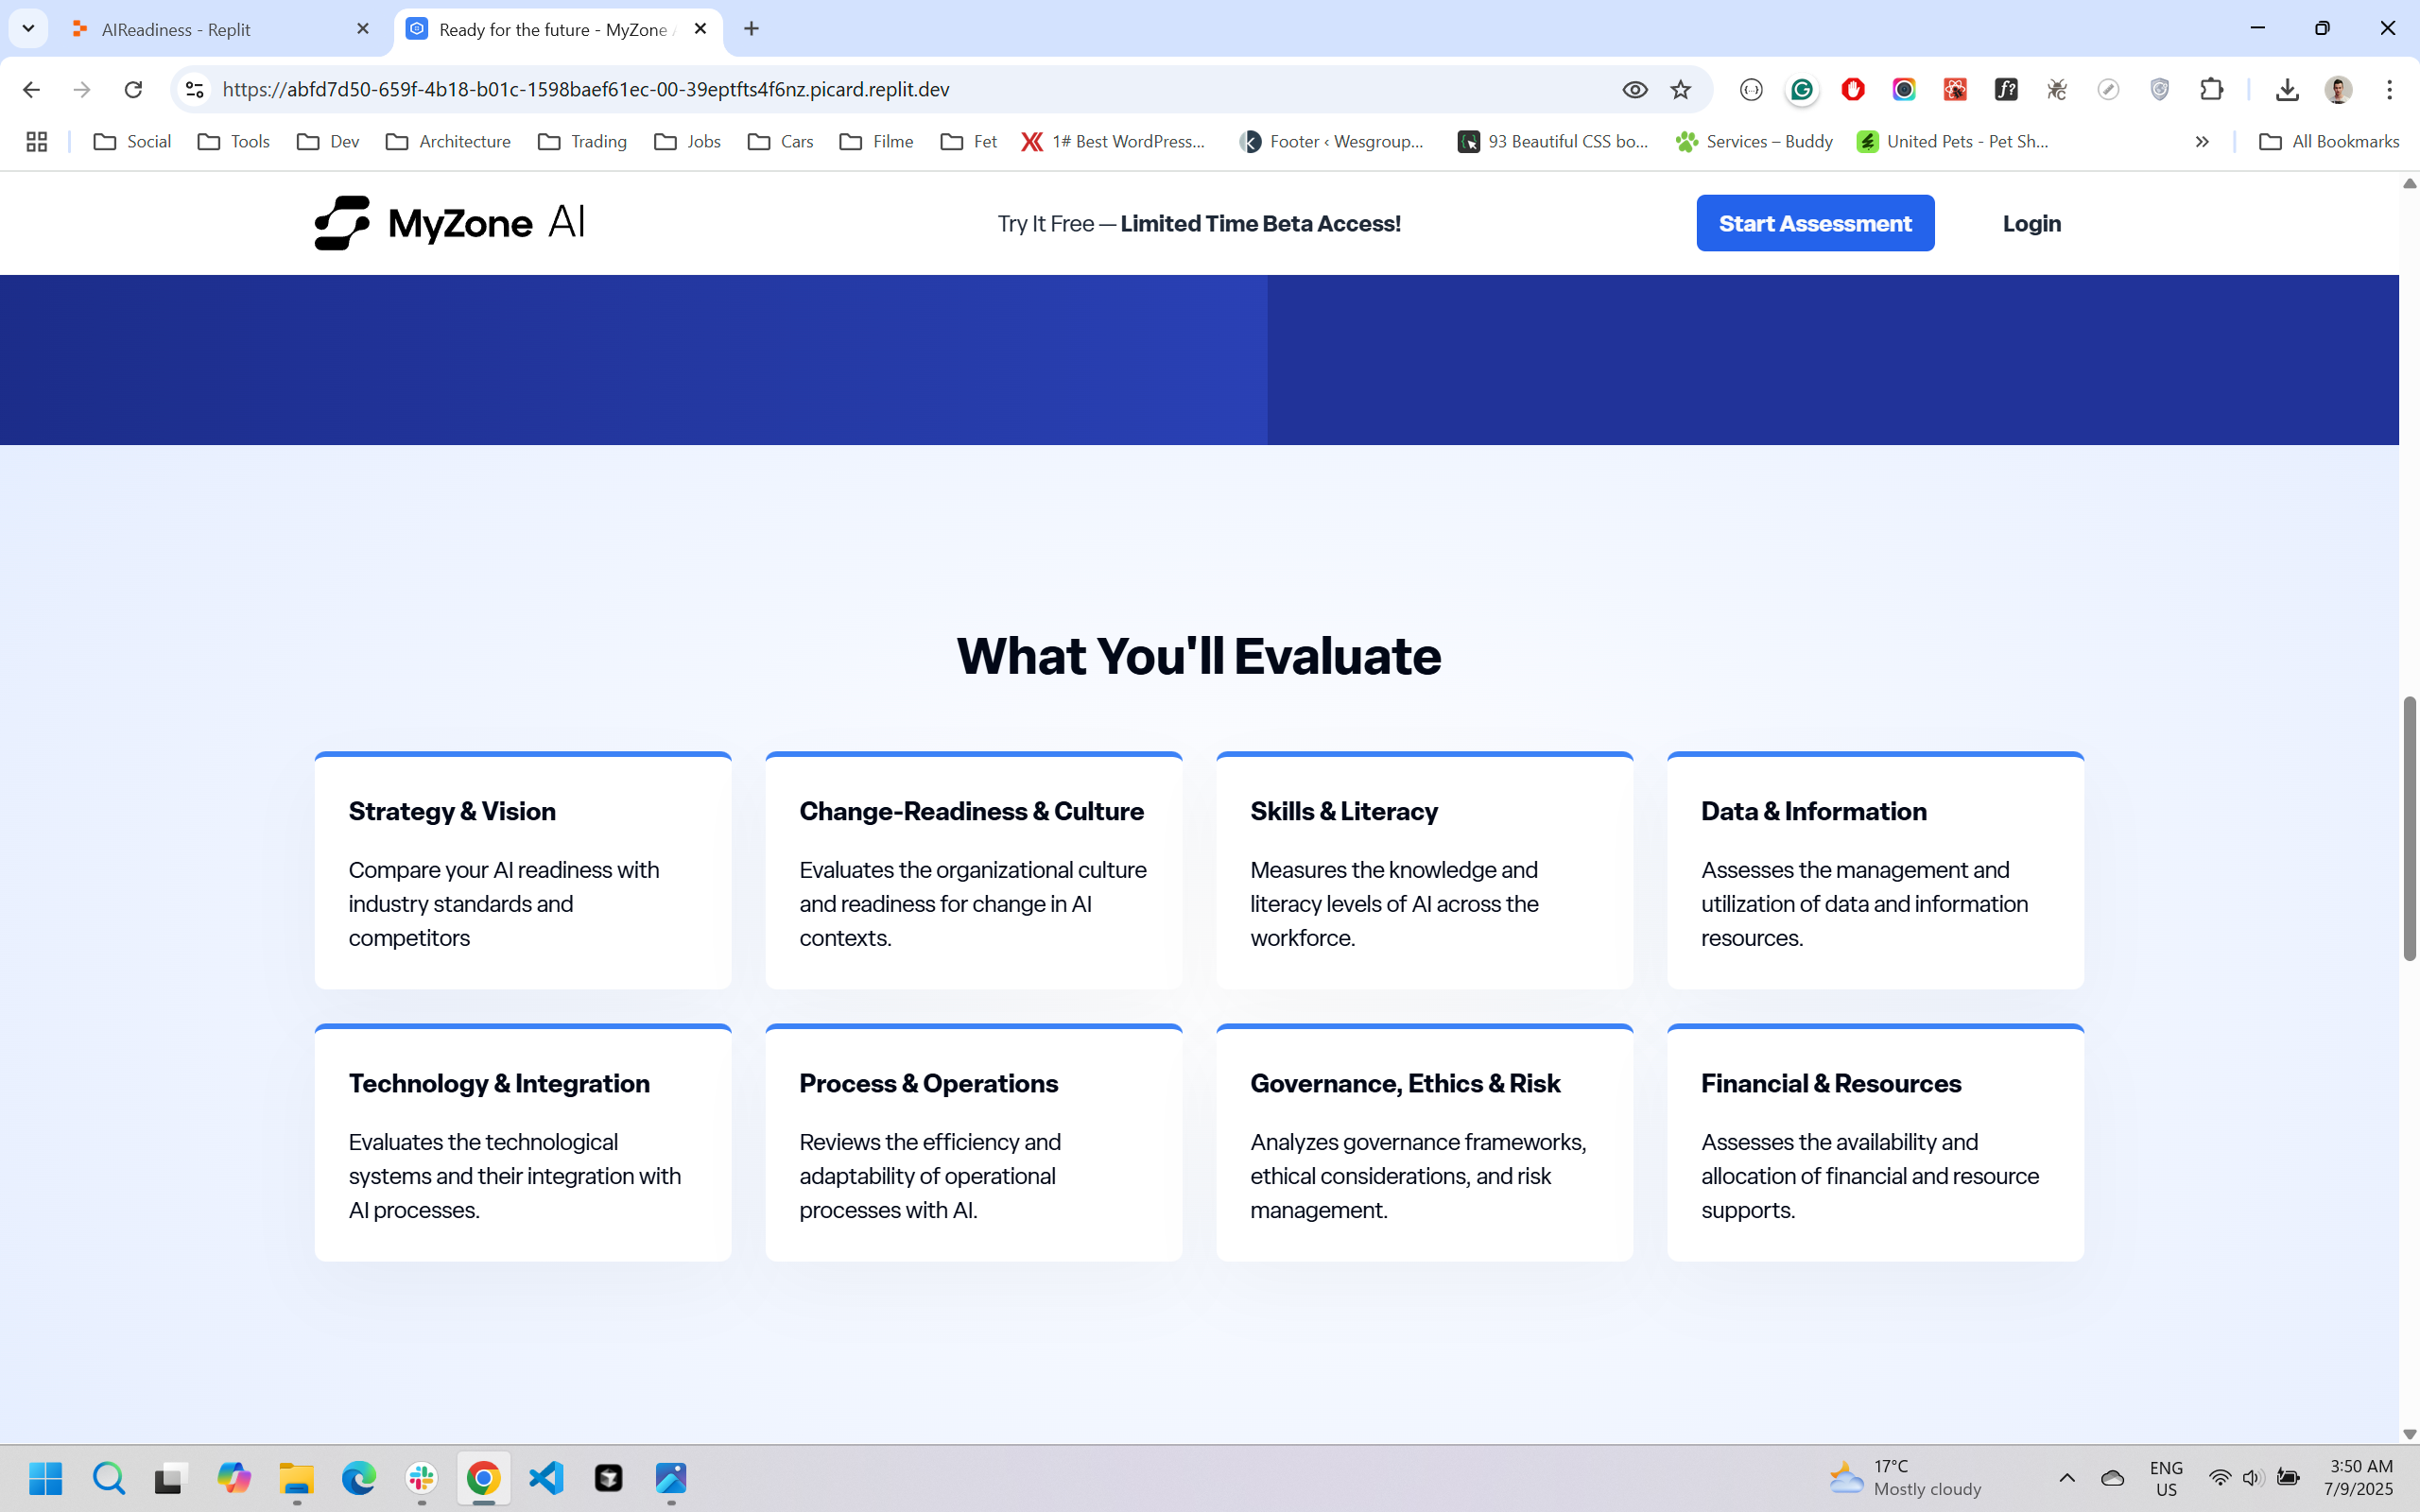 AIReadiness - Replit
Ready for the future - MyZone
https://abfd7d50-659f-4b18-b01c-1598baef61ec-00-39eptfts4f6nz.picard.replit.dev
Social
Tools
Dev
Architecture
Trading
Jobs
Cars
Filme
Fet
1# Best WordPress...
Footer ‹ Wesgroup...
93 Beautiful CSS bo...
Services – Buddy
United Pets - Pet Sh...
All Bookmarks
MyZone AI
Try It Free — Limited Time Beta Access!
Start Assessment
Login
What You'll Evaluate
Strategy & Vision
Compare your AI readiness with
industry standards and
competitors
Change-Readiness & Culture
Evaluates the organizational culture
and readiness for change in AI
contexts.
Skills & Literacy
Measures the knowledge and
literacy levels of AI across the
workforce.
Data & Information
Assesses the management and
utilization of data and information
resources.
Technology & Integration
Evaluates the technological
systems and their integration with
AI processes.
Process & Operations
Reviews the efficiency and
adaptability of operational
processes with AI.
Governance, Ethics & Risk
Analyzes governance frameworks,
ethical considerations, and risk
management.
Financial & Resources
Assesses the availability and
allocation of financial and resource
supports.
17°C
Mostly cloudy
ENG
US
3:50 AM
7/9/2025